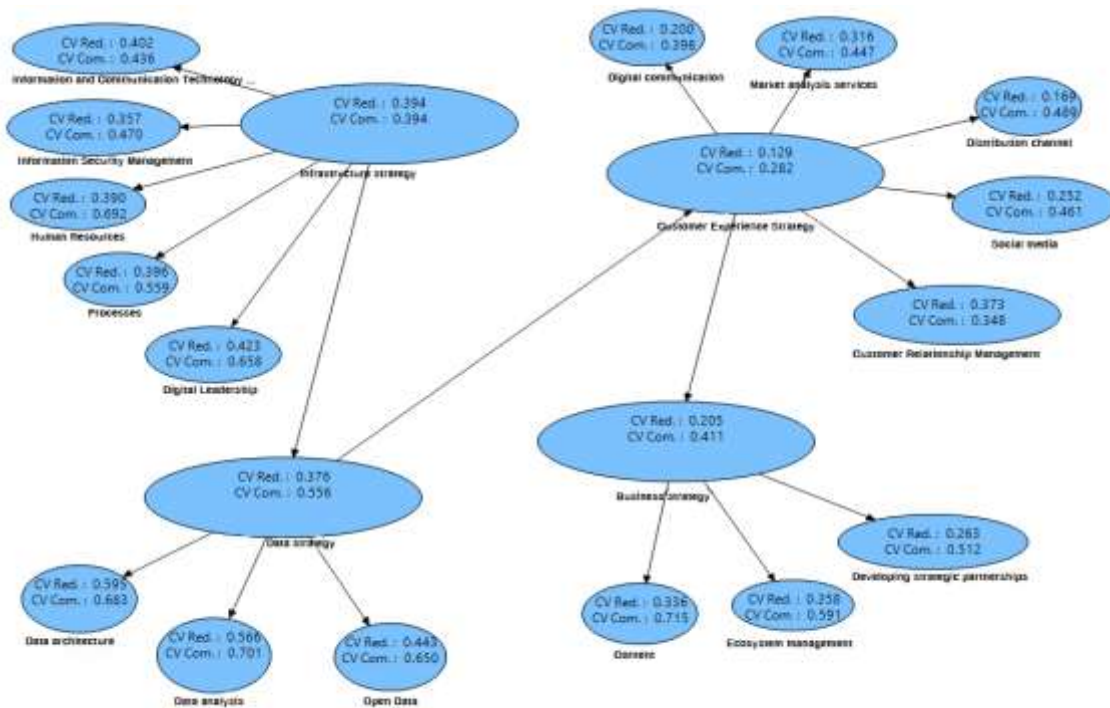 CV Red. : 0.402
CV Com. : 0.436
Information and Communication Technology ...
CV Red. : 0.357
CV Com. : 0.470
Information Security Management
CV Red. : 0.390
CV Com. : 0.692
Human Resources
CV Red. : 0.396
CV Com. : 0.559
Processes
CV Red. : 0.423
CV Com. : 0.658
Digital Leadership
CV Red. : 0.394
CV Com. : 0.394
Infrastructure strategy
CV Red. : 0.200
CV Com. : 0.398
Digital communication
CV Red. : 0.316
CV Com. : 0.447
Market analysis services
CV Red. : 0.169
CV Com. : 0.489
Distribution channel
CV Red. : 0.129
CV Com. : 0.282
Customer Experience Strategy
CV Red. : 0.252
CV Com. : 0.461
Social media
CV Red. : 0.373
CV Com. : 0.348
Customer Relationship Management
CV Red. : 0.205
CV Com. : 0.411
Business strategy
CV Red. : 0.263
CV Com. : 0.512
Developing strategic partnerships
CV Red. : 0.336
CV Com. : 0.715
CV Red. : 0.258
CV Com. : 0.591
Ecosystem management
CV Red. : 0.376
CV Com. : 0.556
Data strategy
CV Red. : 0.595
CV Com. : 0.683
Data architecture
CV Red. : 0.566
CV Com. : 0.701
Data analysis
CV Red. : 0.443
CV Com. : 0.650
Open Data